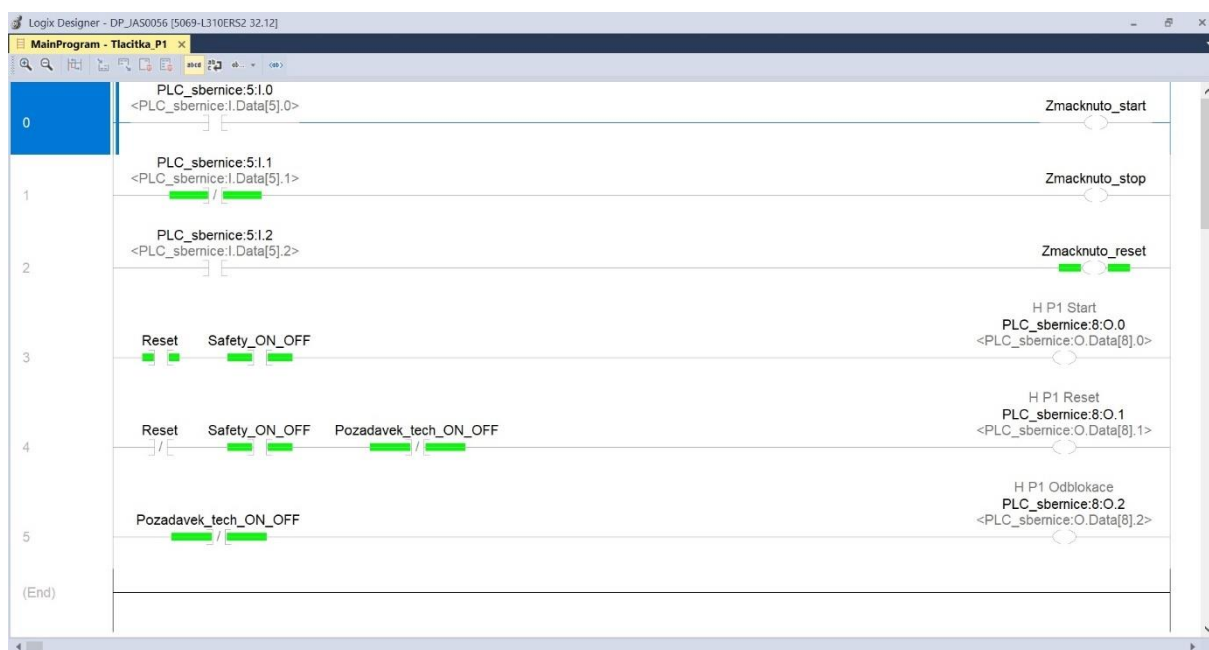 Logix Designer - DP_JAS0056 [5069-L310ERS2 32.12]
MainProgram - Tlacitka_P1
PLC_sbernice:5:I.0
<PLC_sbernice:I.Data[5].0>
Zmacknuto_start
0
PLC_sbernice:5:I.1
<PLC_sbernice:I.Data[5].1>
Zmacknuto_stop
1
PLC_sbernice:5:I.2
<PLC_sbernice:I.Data[5].2>
Zmacknuto_reset
2
H P1 Start
PLC_sbernice:8:O.0
<PLC_sbernice:O.Data[8].0>
Reset Safety_ON_OFF
3
H P1 Reset
PLC_sbernice:8:O.1
<PLC_sbernice:O.Data[8].1>
Reset Safety_ON_OFF Pozadavek_tech_ON_OFF
4
H P1 Odblokace
PLC_sbernice:8:O.2
<PLC_sbernice:O.Data[8].2>
Pozadavek_tech_ON_OFF
5
(End)